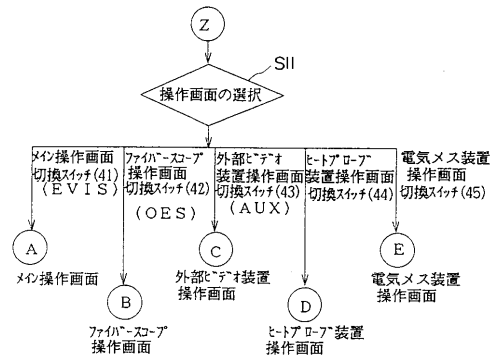 Z
S11
操作画面の選択
メイン操作画面
切換スイッチ(41)
(EVIS)
ファイバースコープ
操作画面
切換スイッチ(42)
(OES)
外部ビデオ
装置操作画面
切換スイッチ(43)
(AUX)
ヒートプローブ
装置操作画面
切換スイッチ(44)
電気メス装置
操作画面
切換スイッチ(45)
A
メイン操作画面
B
ファイバースコープ
操作画面
C
外部ビデオ装置
操作画面
D
ヒートプローブ装置
操作画面
E
電気メス装置
操作画面